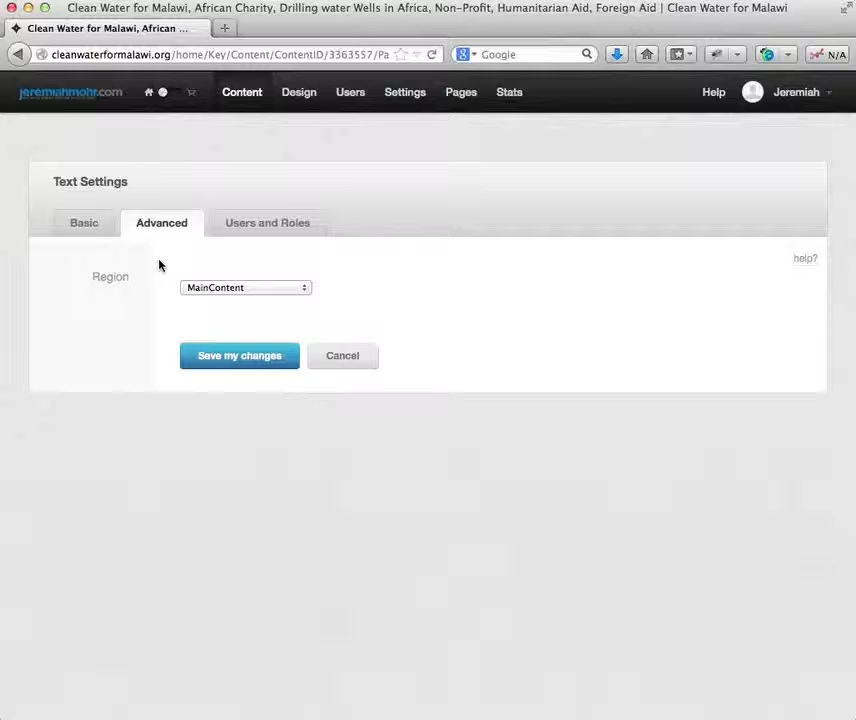 Clean Water for Malawi, African Charity, Drilling water Wells in Africa, Non-Profit, Humanitarian Aid, Foreign Aid | Clean Water for Malawi
Clean Water for Malawi, African ...
cleanwaterformalawi.org/home/Key/Content/ContentID/3363557/Pa
Google
N/A
jeremiahmohr.com
Content
Design
Users
Settings
Pages
Stats
Help
Jeremiah
Text Settings
Basic
Advanced
Users and Roles
help?
Region
MainContent
Save my changes
Cancel